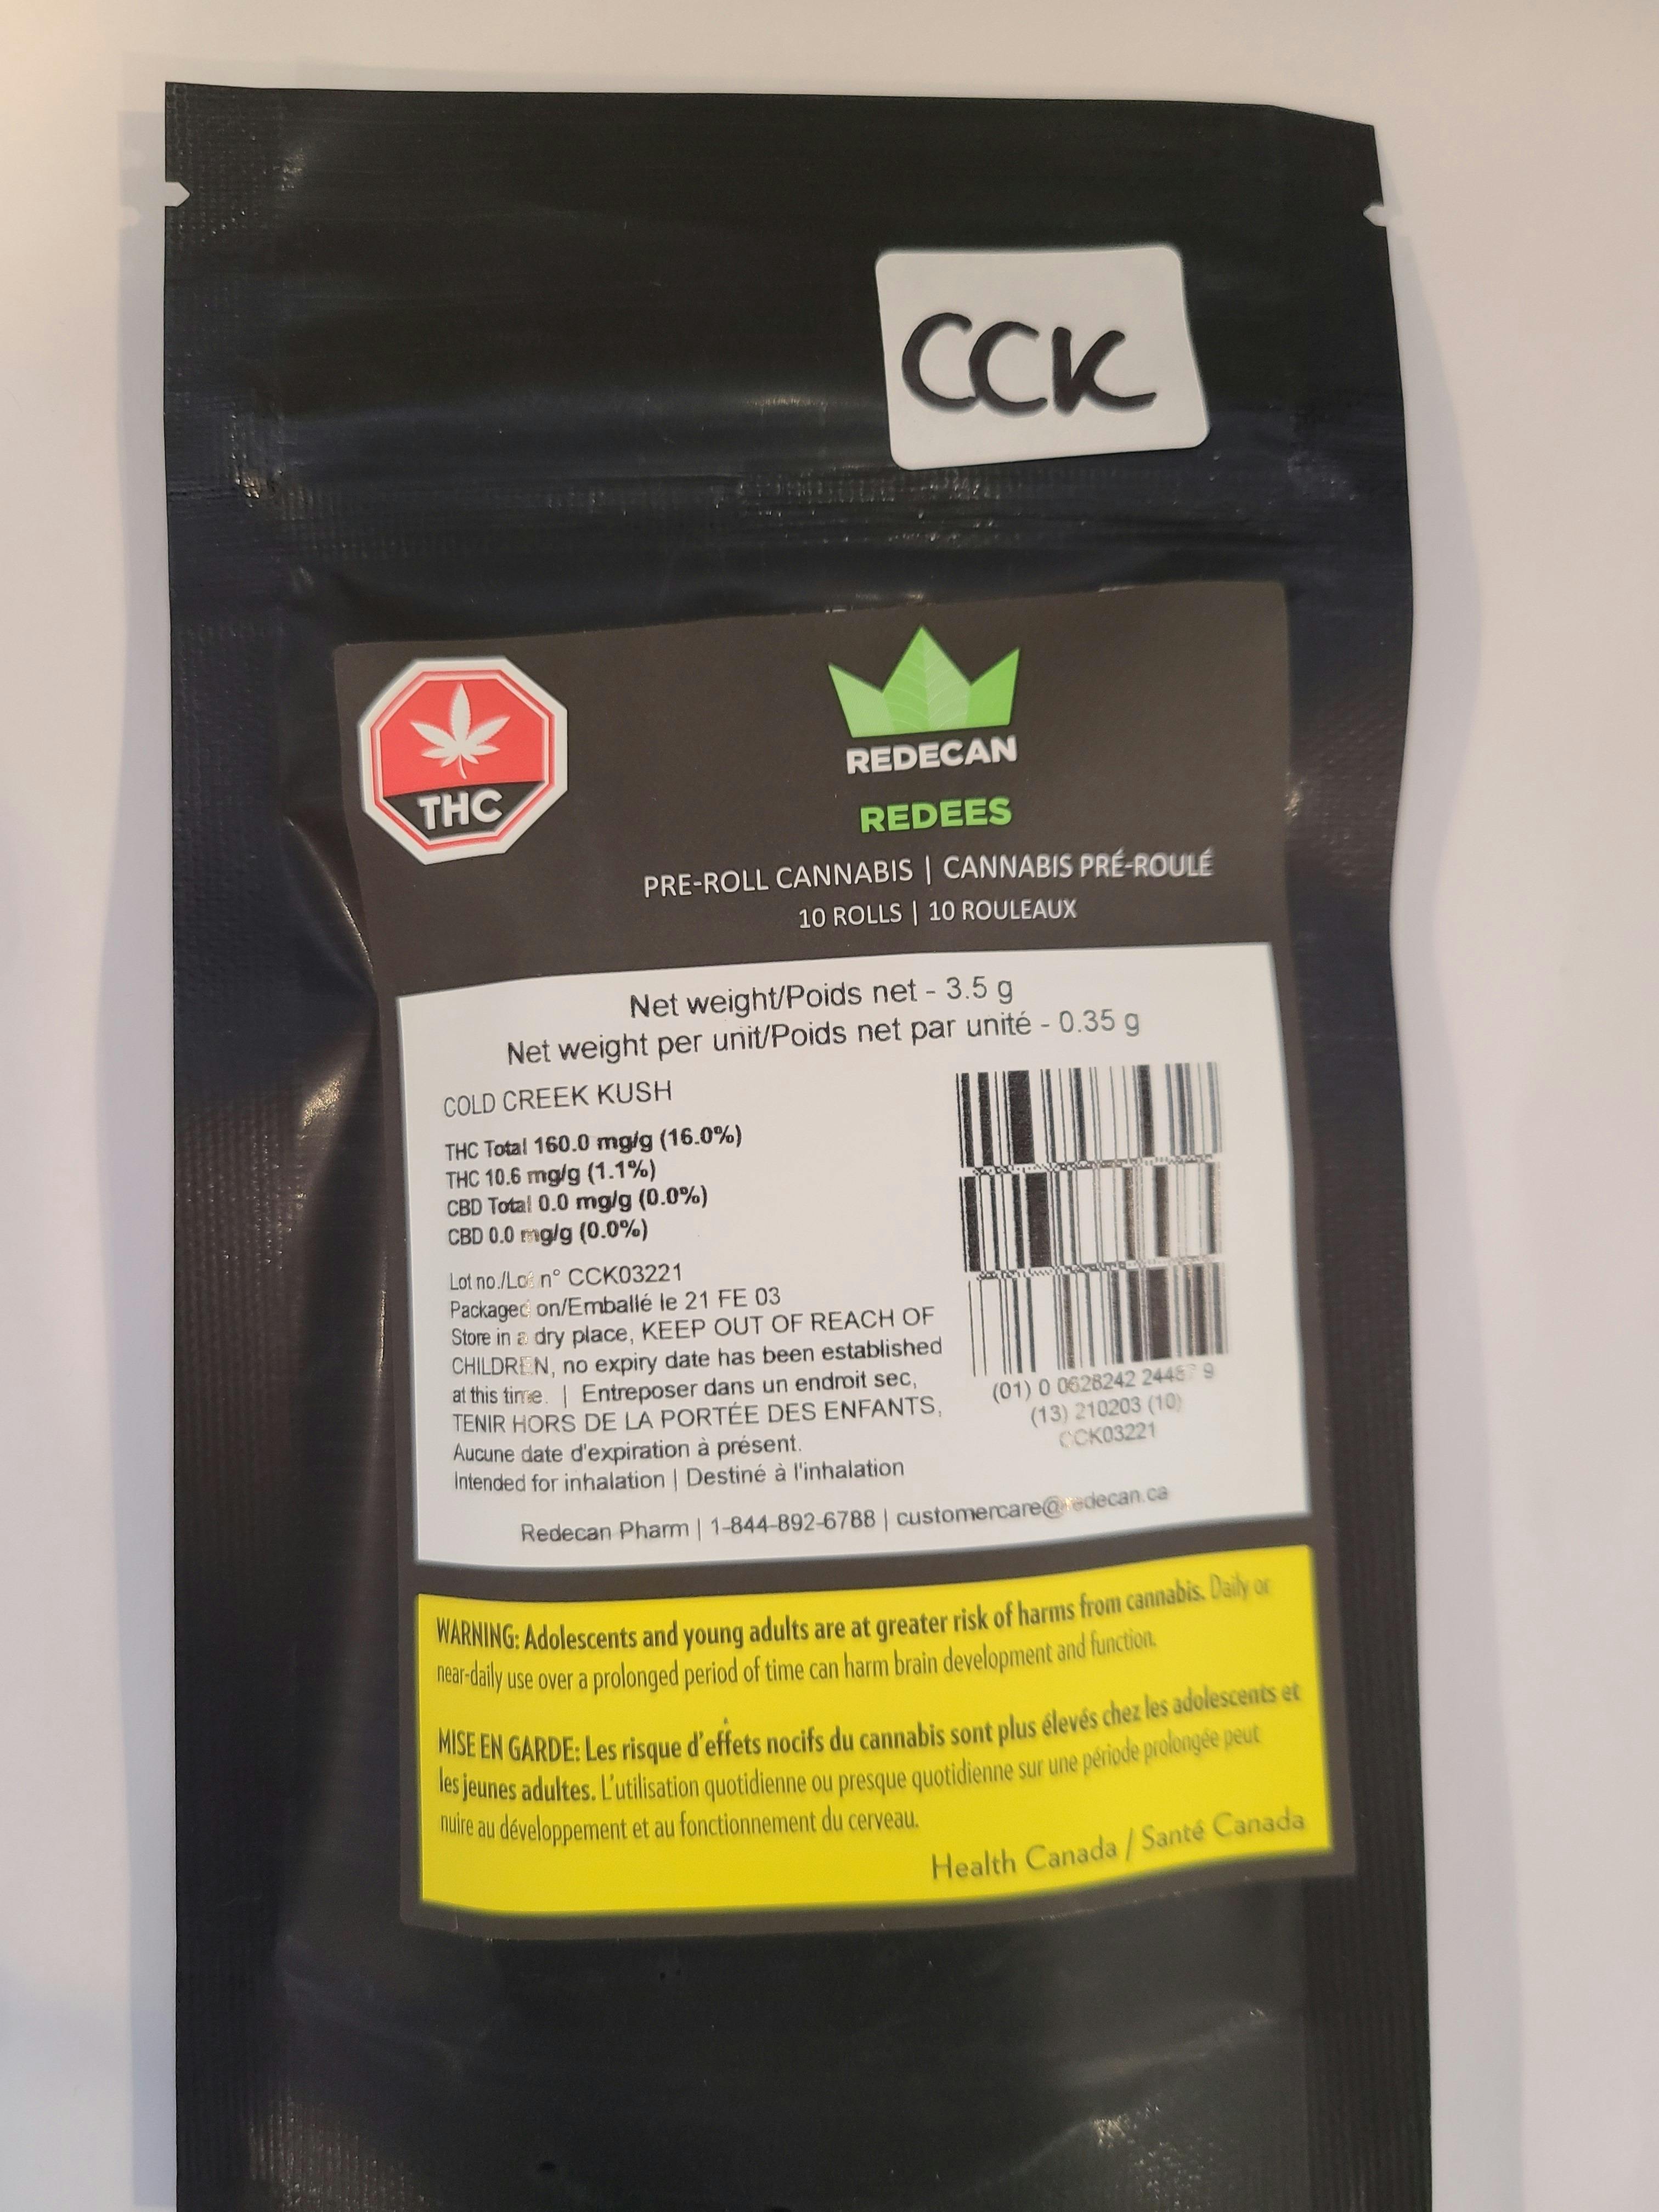 CCK
THC
REDECAN
REDEES
PRE-ROLL CANNABIS | CANNABIS PRÉ-ROULÉ
10 ROLLS | 10 ROULEAUX
Net weight/Poids net - 3.5 g
Net weight per unit/Poids net par unité - 0.35 g
COLD CREEK KUSH
THC Total 160.0 mg/g (16.0%)
THC 10.6 mg/g (1.1%)
CBD Total 0.0 mg/g (0.0%)
CBD 0.0 mg/g (0.0%)
Lot no./Lot n° CCK03221
Packaged on/Emballé le 21 FE 03
Store in a dry place, KEEP OUT OF REACH OF
CHILDREN, no expiry date has been established
at this time. | Entreposer dans un endroit sec,
TENIR HORS DE LA PORTÉE DES ENFANTS,
Aucune date d'expiration à présent.
Intended for inhalation | Destiné à l'inhalation
(01) 0 0628242
(13) 210203 (10)
CCK03221
Redecan Pharm | 1-844-892-6788 | customercare@redecan.ca
WARNING: Adolescents and young adults are at greater risk of harms from cannabis. Daily or
near-daily use over a prolonged period of time can harm brain development and function.
MISE EN GARDE: Les risque d'effets nocifs du cannabis sont plus élevés chez les adolescents et
les jeunes adultes. L'utilisation quotidienne ou presque quotidienne sur une période prolongée peut
nuire au développement et au fonctionnement du cerveau.
Health Canada / Santé Canada